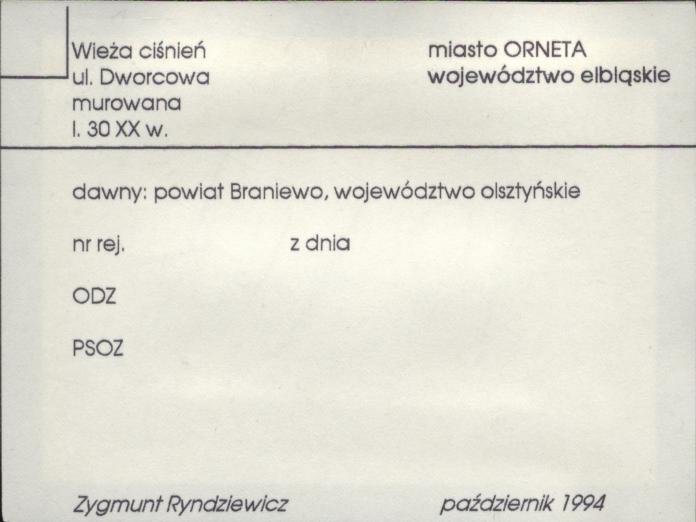 Wieża ciśnień
ul. Dworcowa
murowana
l. 30 XX w.
miasto ORNETA
województwo elbląskie
dawny: powiat Braniewo, województwo olsztyńskie
nr rej. z dnia
ODZ
PSOZ
Zygmunt Ryndziewicz październik 1994